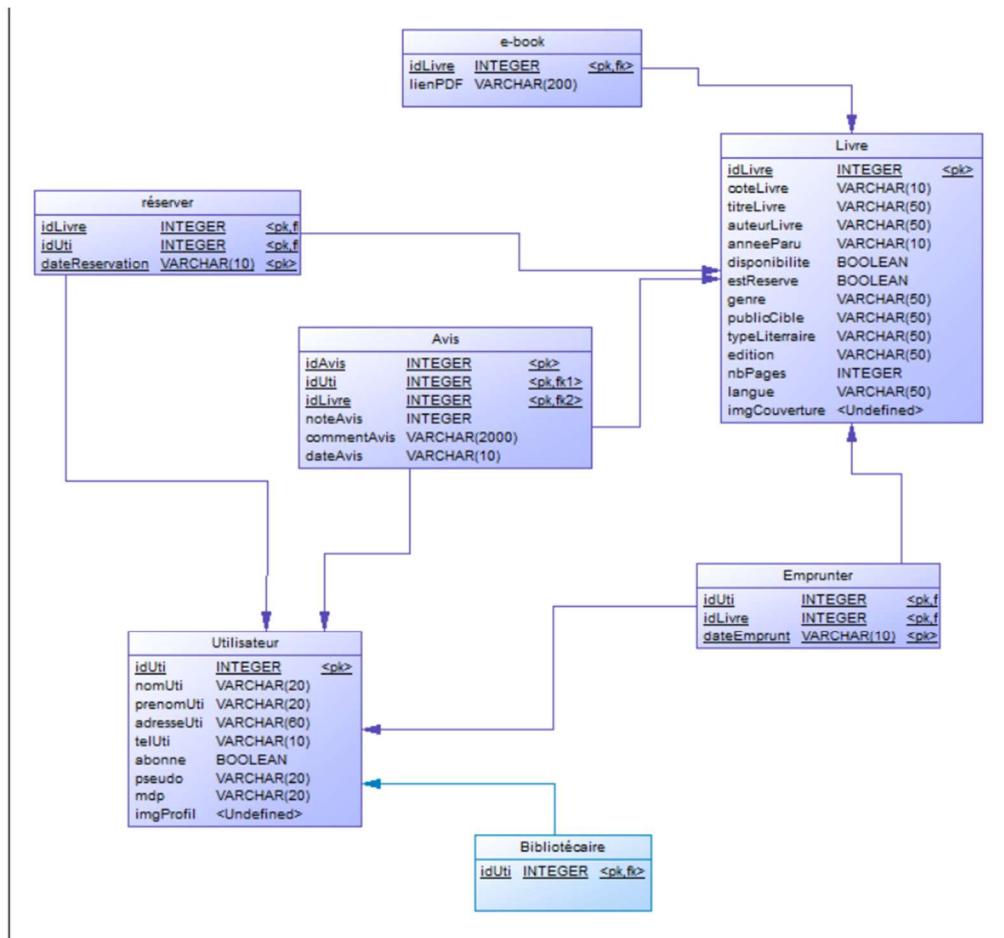 e-book
idLivre INTEGER <pk,fk>
lienPDF VARCHAR(200)
Livre
idLivre INTEGER <pk>
coteLivre VARCHAR(10)
titreLivre VARCHAR(50)
auteurLivre VARCHAR(50)
anneeParu VARCHAR(10)
disponibilite BOOLEAN
estReserve BOOLEAN
genre VARCHAR(50)
publicCible VARCHAR(50)
typeLiterraire VARCHAR(50)
edition VARCHAR(50)
nbPages INTEGER
langue VARCHAR(50)
imgCouverture <Undefined>
réserver
idLivre INTEGER <pk,f
idUti INTEGER <pk,f
dateReservation VARCHAR(10) <pk>
Avis
idAvis INTEGER <pk>
idUti INTEGER <pk,fk1>
idLivre INTEGER <pk,fk2>
noteAvis INTEGER
commentAvis VARCHAR(2000)
dateAvis VARCHAR(10)
Emprunter
idUti INTEGER <pk,f
idLivre INTEGER <pk,f
dateEmprunt VARCHAR(10) <pk>
Utilisateur
idUti INTEGER <pk>
nomUti VARCHAR(20)
prenomUti VARCHAR(20)
adresseUti VARCHAR(60)
telUti VARCHAR(10)
abonne BOOLEAN
pseudo VARCHAR(20)
mdp VARCHAR(20)
imgProfil <Undefined>
Bibliotécaire
idUti INTEGER <pk,fk>